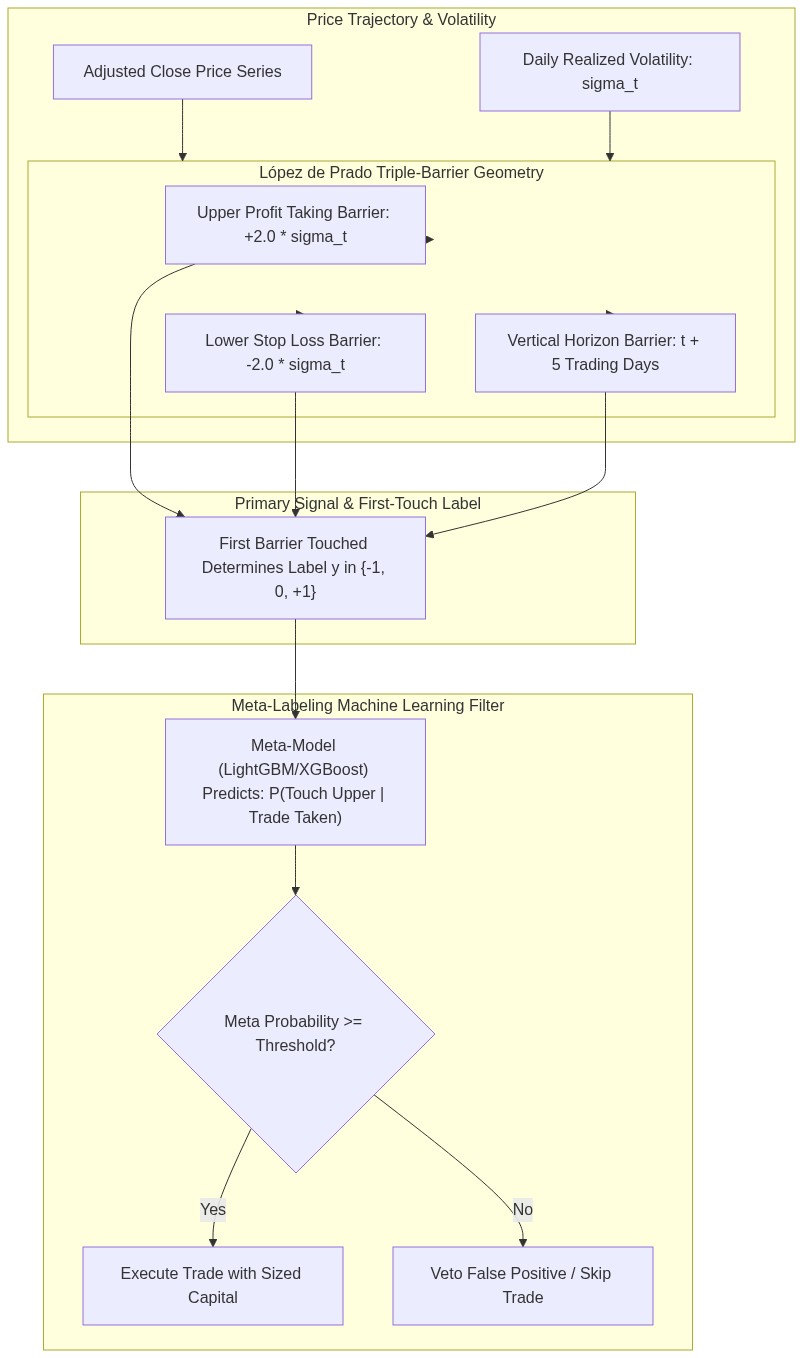 Price Trajectory & Volatility
Adjusted Close Price Series
Daily Realized Volatility:
sigma_t
López de Prado Triple-Barrier Geometry
Upper Profit Taking Barrier:
+2.0 * sigma_t
Lower Stop Loss Barrier:
-2.0 * sigma_t
Vertical Horizon Barrier: t +
5 Trading Days
Primary Signal & First-Touch Label
First Barrier Touched
Determines Label y in {-1,
0, +1}
Meta-Labeling Machine Learning Filter
Meta-Model
(LightGBM/XGBoost)
Predicts: P(Touch Upper |
Trade Taken)
Meta Probability >=
Threshold?
Yes
No
Execute Trade with Sized
Capital
Veto False Positive / Skip
Trade